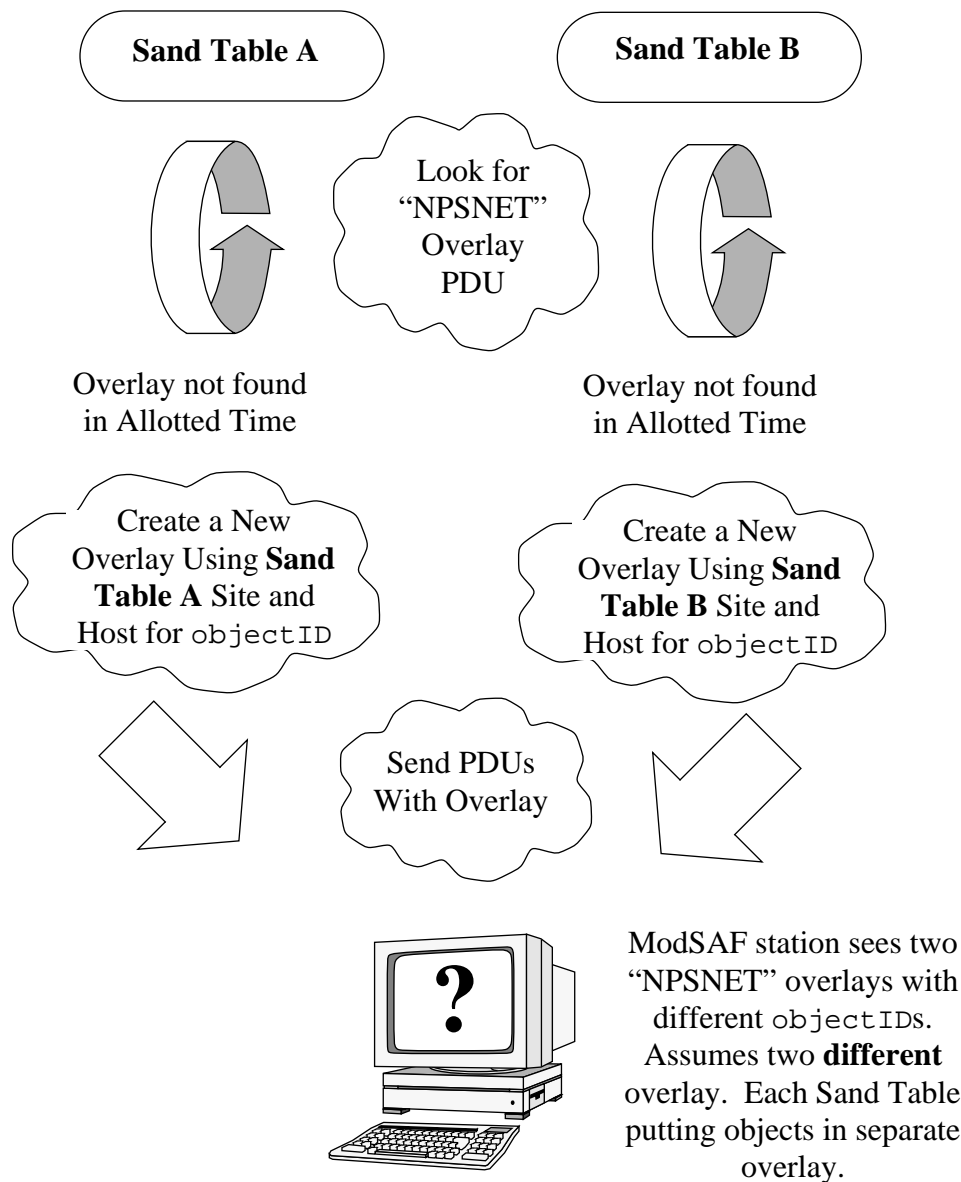 Sand Table A
Sand Table B
Look for
“NPSNET”
Overlay
PDU
Overlay not found
in Allotted Time
Overlay not found
in Allotted Time
Create a New
Overlay Using Sand
Table A Site and
Host for objectID
Create a New
Overlay Using Sand
Table B Site and
Host for objectID
Send PDUs
With Overlay
?
ModSAF station sees two
“NPSNET” overlays with
different objectIDs.
Assumes two different
overlay. Each Sand Table
putting objects in separate
overlay.